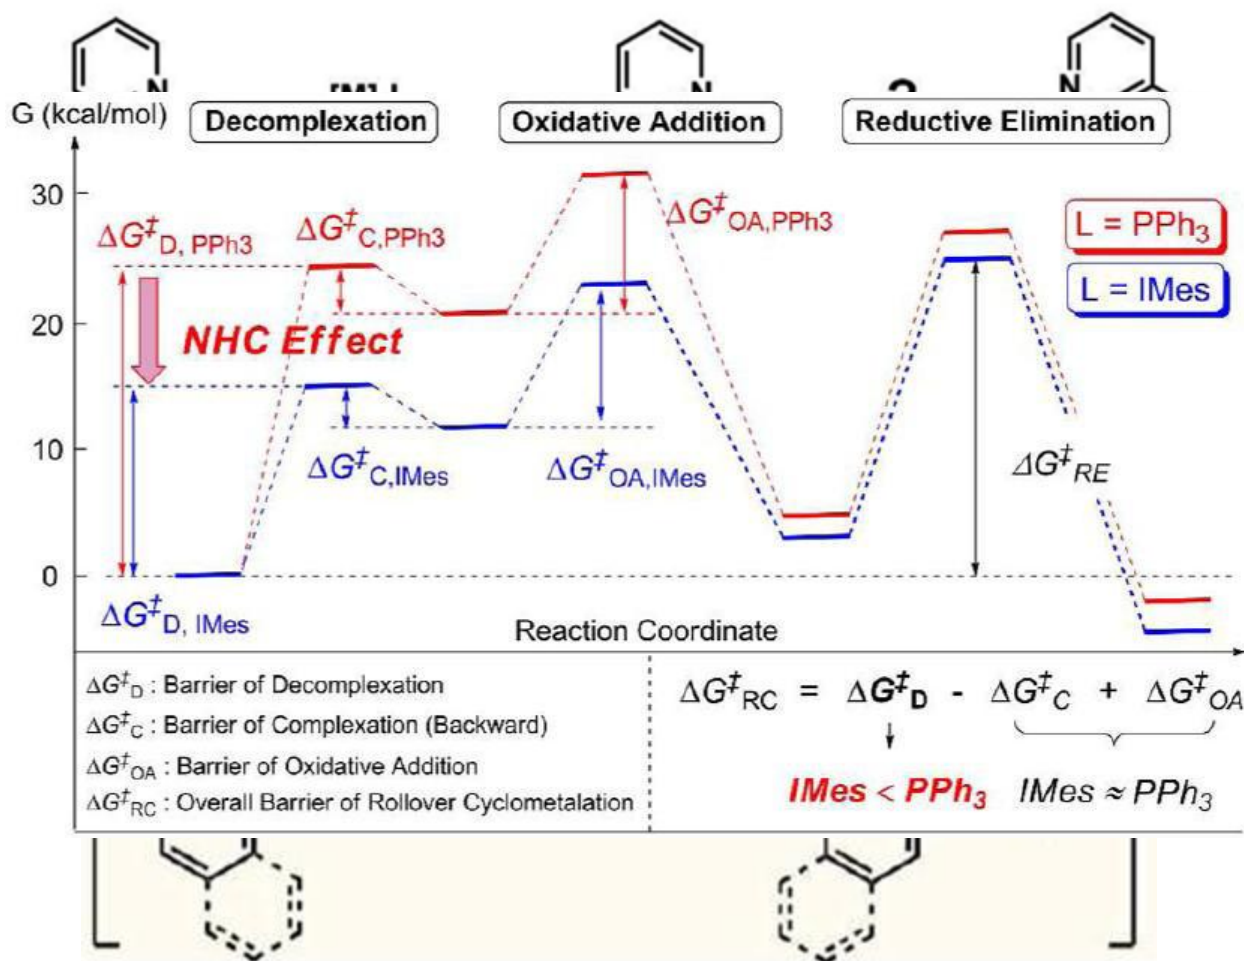 N
N
N
G (kcal/mol)
Decomplexation
Oxidative Addition
Reductive Elimination
30
20
10
0
ΔG‡D, PPh3
ΔG‡C,PPh3
ΔG‡OA,PPh3
L = PPh₃
L = IMes
NHC Effect
ΔG‡C,IMes
ΔG‡OA,IMes
ΔG‡RE
ΔG‡D, IMes
Reaction Coordinate
ΔG‡D : Barrier of Decomplexation
ΔG‡C : Barrier of Complexation (Backward)
ΔG‡OA : Barrier of Oxidative Addition
ΔG‡RC : Overall Barrier of Rollover Cyclometalation
ΔG‡RC = ΔG‡D - ΔG‡C + ΔG‡OA
IMes < PPh₃
IMes ≈ PPh₃